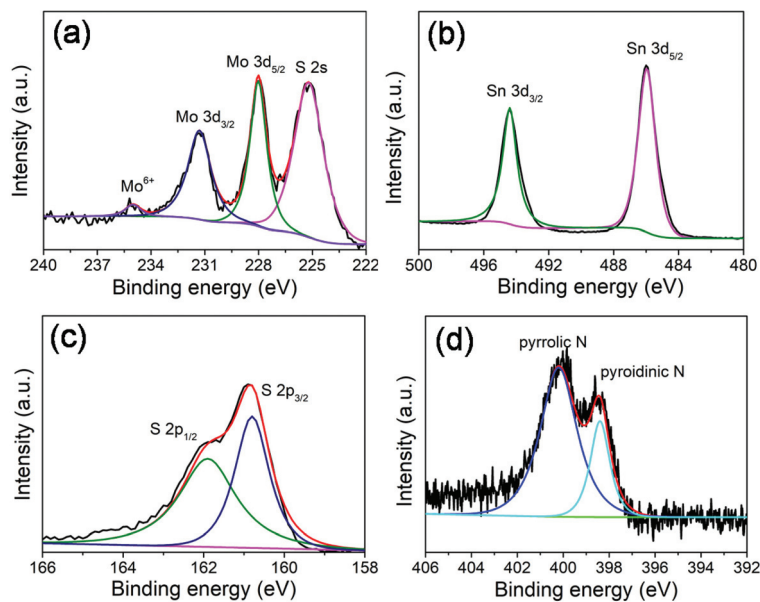 (a)
Mo 3d5/2
S 2s
Mo 3d3/2
Mo6+
Intensity (a.u.)
240 237 234 231 228 225 222
Binding energy (eV)
(b)
Sn 3d5/2
Sn 3d3/2
Intensity (a.u.)
500 496 492 488 484 480
Binding energy (eV)
(c)
S 2p3/2
S 2p1/2
Intensity (a.u.)
166 164 162 160 158
Binding energy (eV)
(d)
pyrrolic N
pyroidinic N
Intensity (a.u.)
406 404 402 400 398 396 394 392
Binding energy (eV)